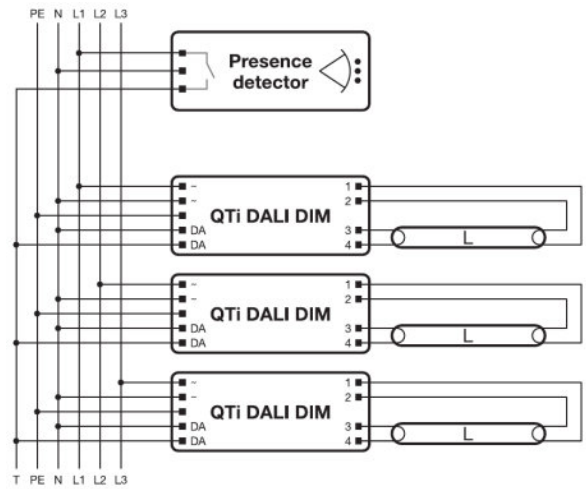 PE N L1 L2 L3
Presence
detector
~
~
DA
DA
QTi DALI DIM
1
2
3
4
L
~
~
DA
DA
QTi DALI DIM
1
2
3
4
L
~
~
DA
DA
QTi DALI DIM
1
2
3
4
L
T PE N L1 L2 L3